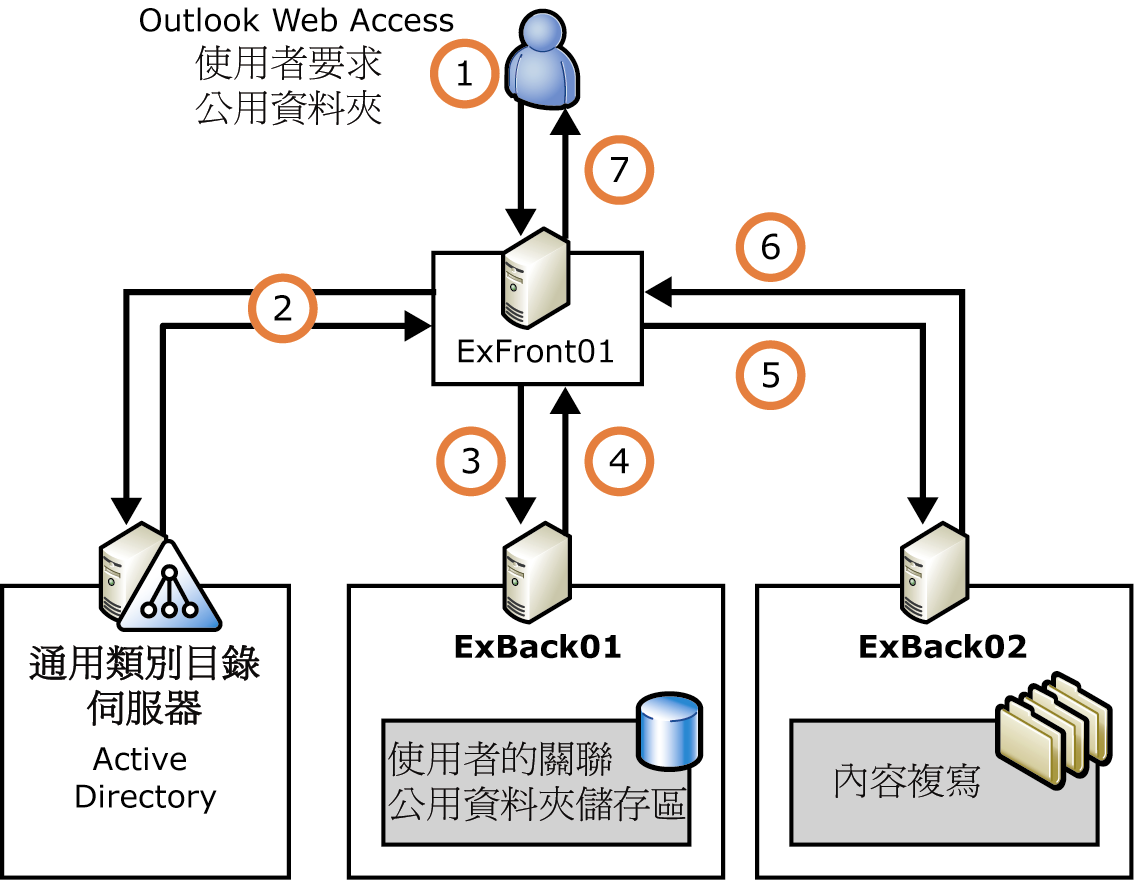 Outlook Web Access
使用者要求
公用資料夾
1
7
6
2
ExFront01
5
3
4
通用類別目錄
伺服器
Active
Directory
ExBack01
使用者的關聯
公用資料夾儲存區
ExBack02
內容複寫